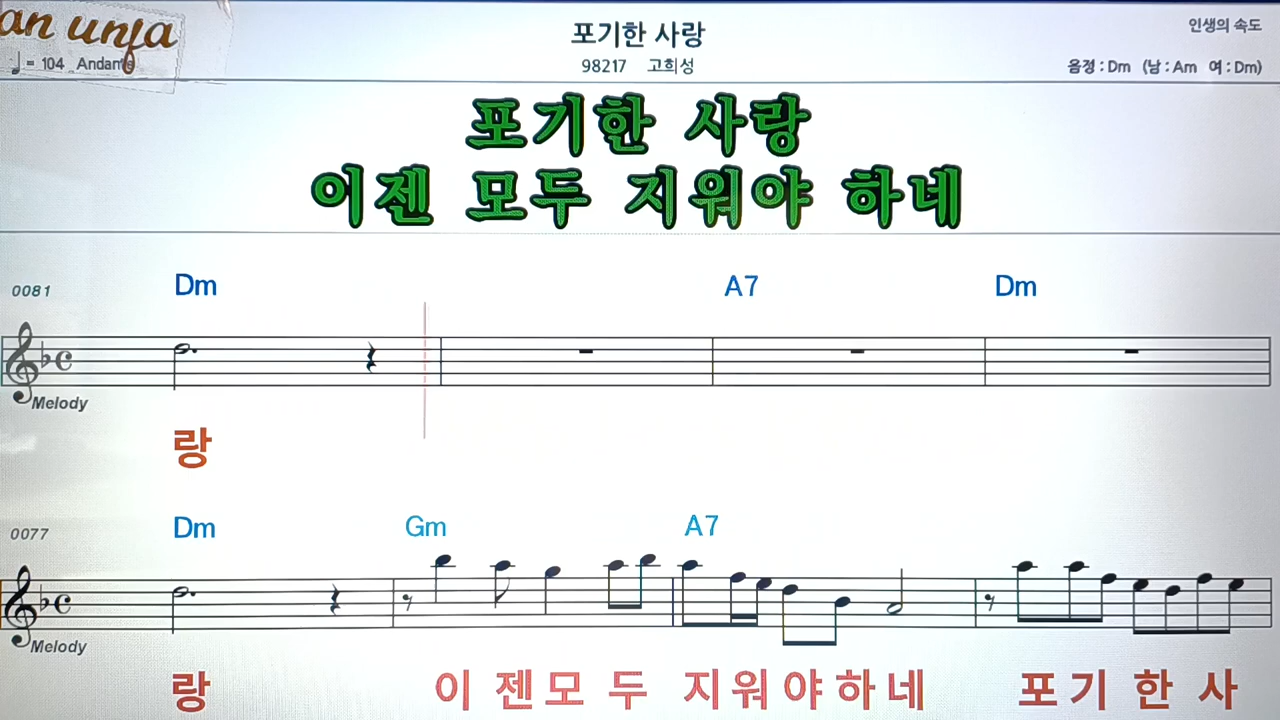 an unja
포기한 사랑
인생의 속도
♩ = 104 Andante
98217 고희성
음정 : Dm (남 : Am 여 : Dm)
포기한 사랑
이젠 모두 지워야 하네
0081 Dm A7 Dm
Melody
랑
0077 Dm Gm A7
Melody
랑 이 젠 모 두 지 워 야 하 네 포 기 한 사